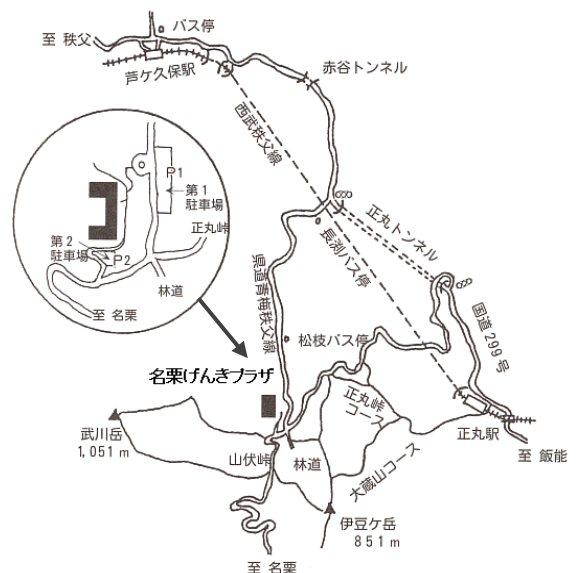 バス停
至 秩父
芦ケ久保駅
赤谷トンネル
西武秩父線
P1
第1
駐車場
正丸峠
第2
駐車場
P2
林道
至 名栗
正丸トンネル
長渕バス停
県道青梅秩父線
国道299号
松枝バス停
名栗げんきプラザ
正丸峠
コース
武川岳
1,051m
正丸駅
至 飯能
山伏峠
林道
大蔵山コース
伊豆ケ岳
851m
至 名栗